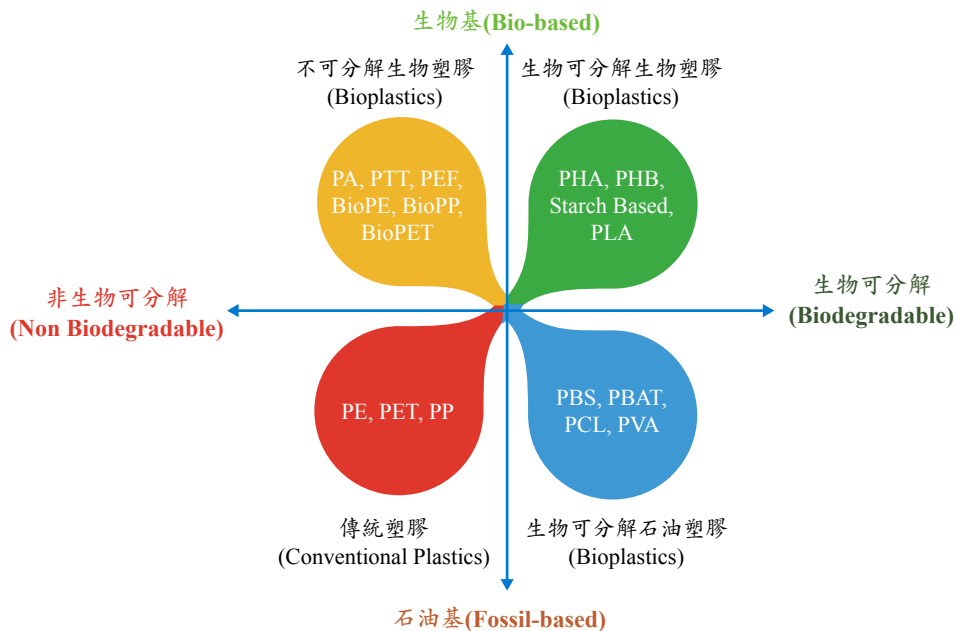 生物基(Bio-based)
不可分解生物塑膠
(Bioplastics)
生物可分解生物塑膠
(Bioplastics)
PA, PTT, PEF,
BioPE, BioPP,
BioPET
PHA, PHB,
Starch Based,
PLA
非生物可分解
(Non Biodegradable)
生物可分解
(Biodegradable)
PE, PET, PP
PBS, PBAT,
PCL, PVA
傳統塑膠
(Conventional Plastics)
生物可分解石油塑膠
(Bioplastics)
石油基(Fossil-based)